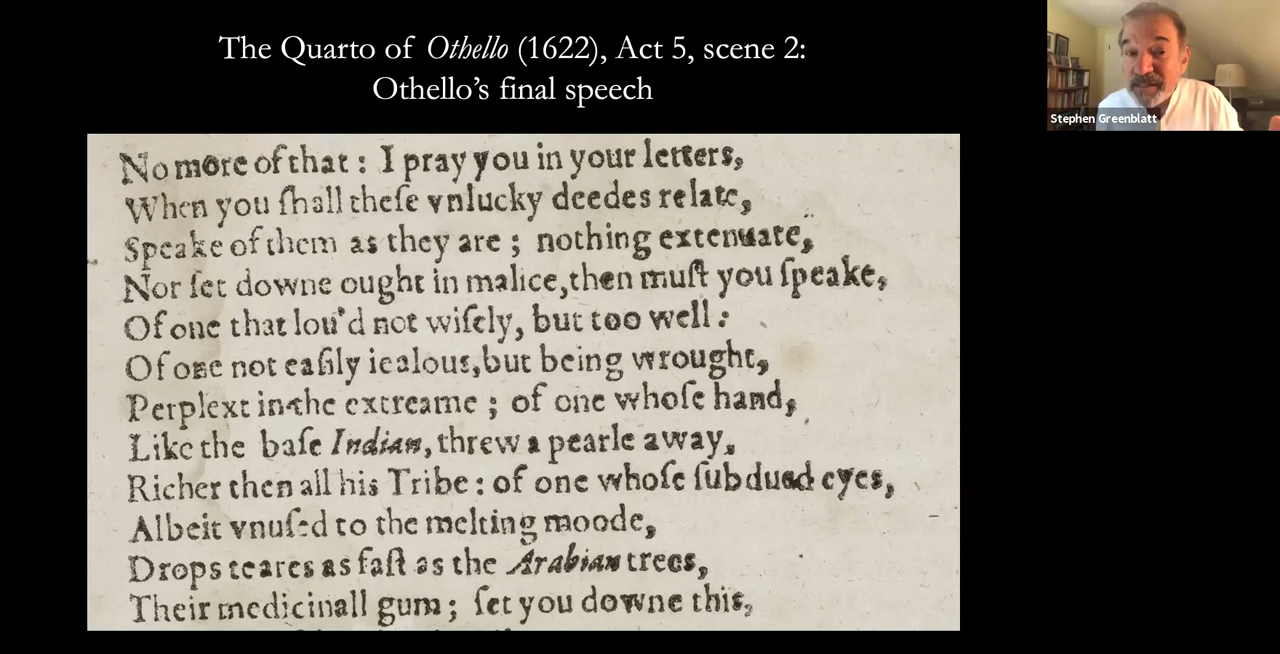 The Quarto of Othello (1622), Act 5, scene 2:
Othello’s final speech
Stephen Greenblatt
No more of that : I pray you in your letters,
When you ſhall theſe vnlucky deedes relate,
Speake of them as they are ; nothing extenuate,
Nor ſet downe ought in malice,then muſt you ſpeake,
Of one that lou'd not wiſely, but too well :
Of one not eaſily iealous,but being wrought,
Perplext in the extreame ; of one whoſe hand,
Like the baſe Indian, threw a pearle away,
Richer then all his Tribe : of one whoſe ſubdued eyes,
Albeit vnuſed to the melting moode,
Drops teares as faſt as the Arabian trees,
Their medicinall gum ; ſet you downe this,